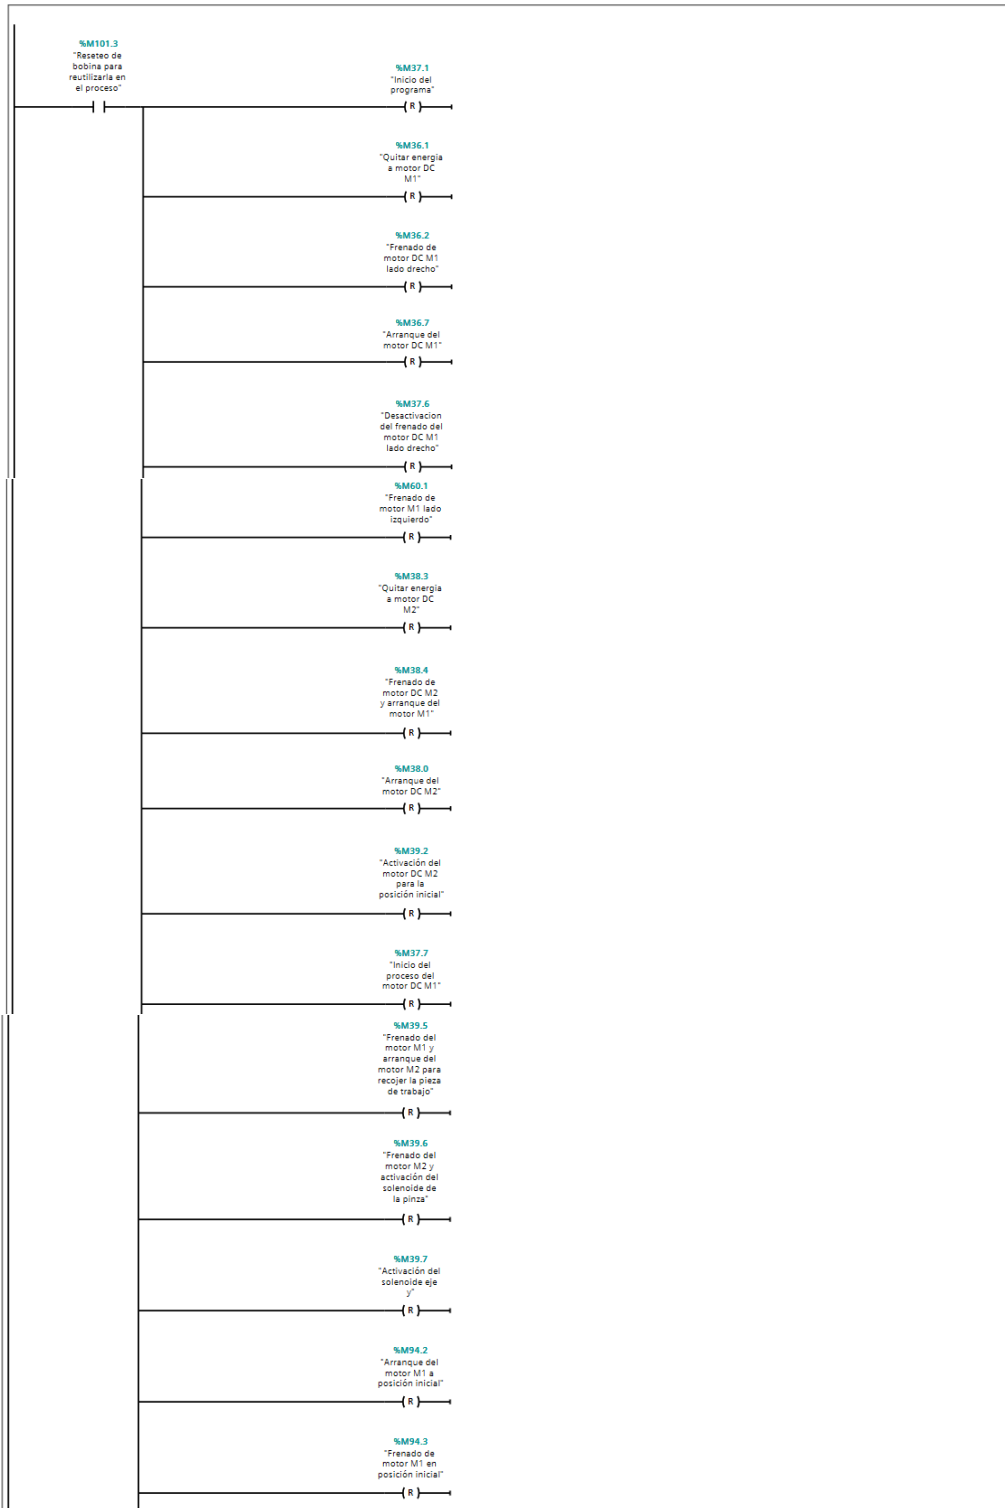 %M101.3
"Reseteo de
bobina para
reutilizarla en
el proceso"
%M37.1
"Inicio del
programa"
R
%M36.1
"Quitar energia
a motor DC
M1"
R
%M36.2
"Frenado de
motor DC M1
lado drecho"
R
%M36.7
"Arranque del
motor DC M1"
R
%M37.6
"Desactivacion
del frenado del
motor DC M1
lado drecho"
R
%M60.1
"Frenado de
motor M1 lado
izquierdo"
R
%M38.3
"Quitar energia
a motor DC
M2"
R
%M38.4
"Frenado de
motor DC M2
y arranque del
motor M1"
R
%M38.0
"Arranque del
motor DC M2"
R
%M39.2
"Activación del
motor DC M2
para la
posición inicial"
R
%M37.7
"Inicio del
proceso del
motor DC M1"
R
%M39.5
"Frenado del
motor M1 y
arranque del
motor M2 para
recojer la pieza
de trabajo"
R
%M39.6
"Frenado del
motor M2 y
activación del
solenoide de
la pinza"
R
%M39.7
"Activación del
solenoide eje
y"
R
%M94.2
"Arranque del
motor M1 a
posición inicial"
R
%M94.3
"Frenado de
motor M1 en
posición inicial"
R